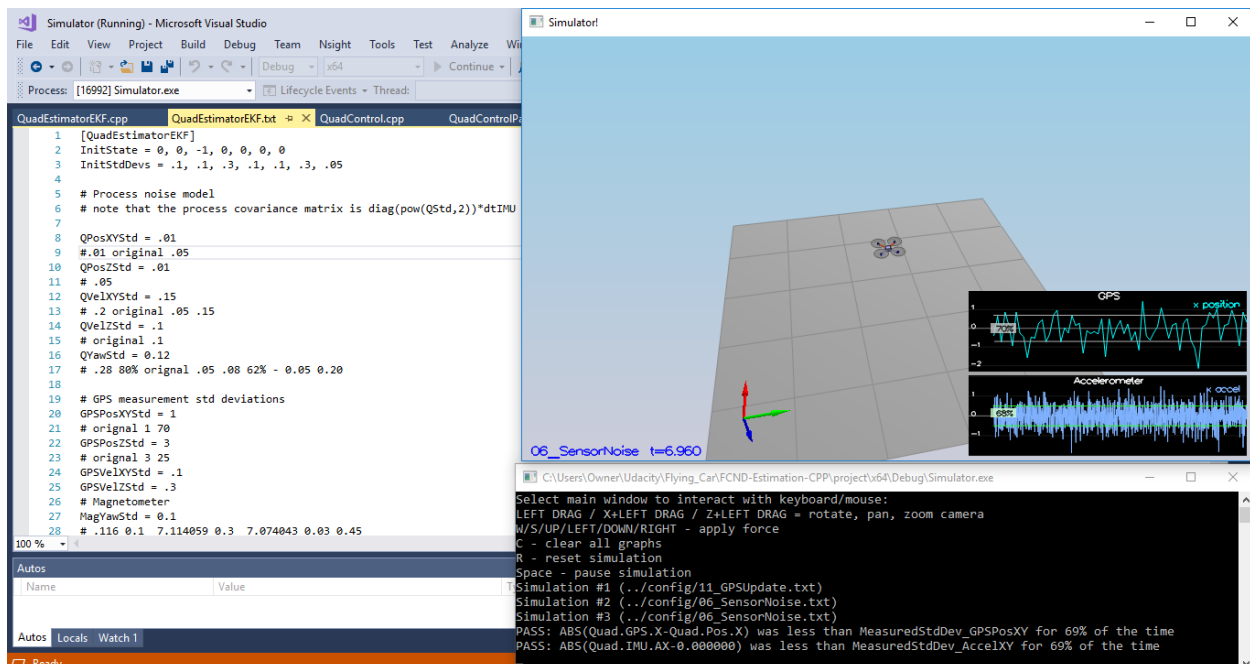 Simulator (Running) - Microsoft Visual Studio
File Edit View Project Build Debug Team Nsight Tools Test Analyze
Debug x64 Continue
Process: [16992] Simulator.exe Lifecycle Events Thread:
QuadEstimatorEKF.cpp QuadEstimatorEKF.txt QuadControl.cpp
1 [QuadEstimatorEKF]
2 InitState = 0, 0, -1, 0, 0, 0, 0
3 InitStdDevs = .1, .1, .3, .1, .1, .3, .05
4
5 # Process noise model
6 # note that the process covariance matrix is diag(pow(QStd,2))*dtIMU
7
8 QPosXYStd = .01
9 #.01 original .05
10 QPosZStd = .01
11 # .05
12 QVelXYStd = .15
13 # .2 original .05 .15
14 QVelZStd = .1
15 # original .1
16 QYawStd = 0.12
17 # .28 80% orignal .05 .08 62% - 0.05 0.20
18
19 # GPS measurement std deviations
20 GPSPosXYStd = 1
21 # orignal 1 70
22 GPSPosZStd = 3
23 # orignal 3 25
24 GPSVelXYStd = .1
25 GPSVelZStd = .3
26 # Magnetometer
27 MagYawStd = 0.1
28 # .116 0.1 7.114059 0.3 7.074043 0.03 0.45
100 %
Autos
Name Value
Autos Locals Watch 1
Ready
Simulator!
GPS
x position
1
0
70%
-1
-2
Accelerometer
x accel
1
0
68%
-1
06_SensorNoise t=6.960
C:\Users\Owner\Udacity\Flying_Car\FCND-Estimation-CPP\project\x64\Debug\Simulator.exe
Select main window to interact with keyboard/mouse:
LEFT DRAG / X+LEFT DRAG / Z+LEFT DRAG = rotate, pan, zoom camera
W/S/UP/LEFT/DOWN/RIGHT - apply force
C - clear all graphs
R - reset simulation
Space - pause simulation
Simulation #1 (../config/11_GPSUpdate.txt)
Simulation #2 (../config/06_SensorNoise.txt)
Simulation #3 (../config/06_SensorNoise.txt)
PASS: ABS(Quad.GPS.X-Quad.Pos.X) was less than MeasuredStdDev_GPSPosXY for 69% of the time
PASS: ABS(Quad.IMU.AX-0.000000) was less than MeasuredStdDev_AccelXY for 69% of the time